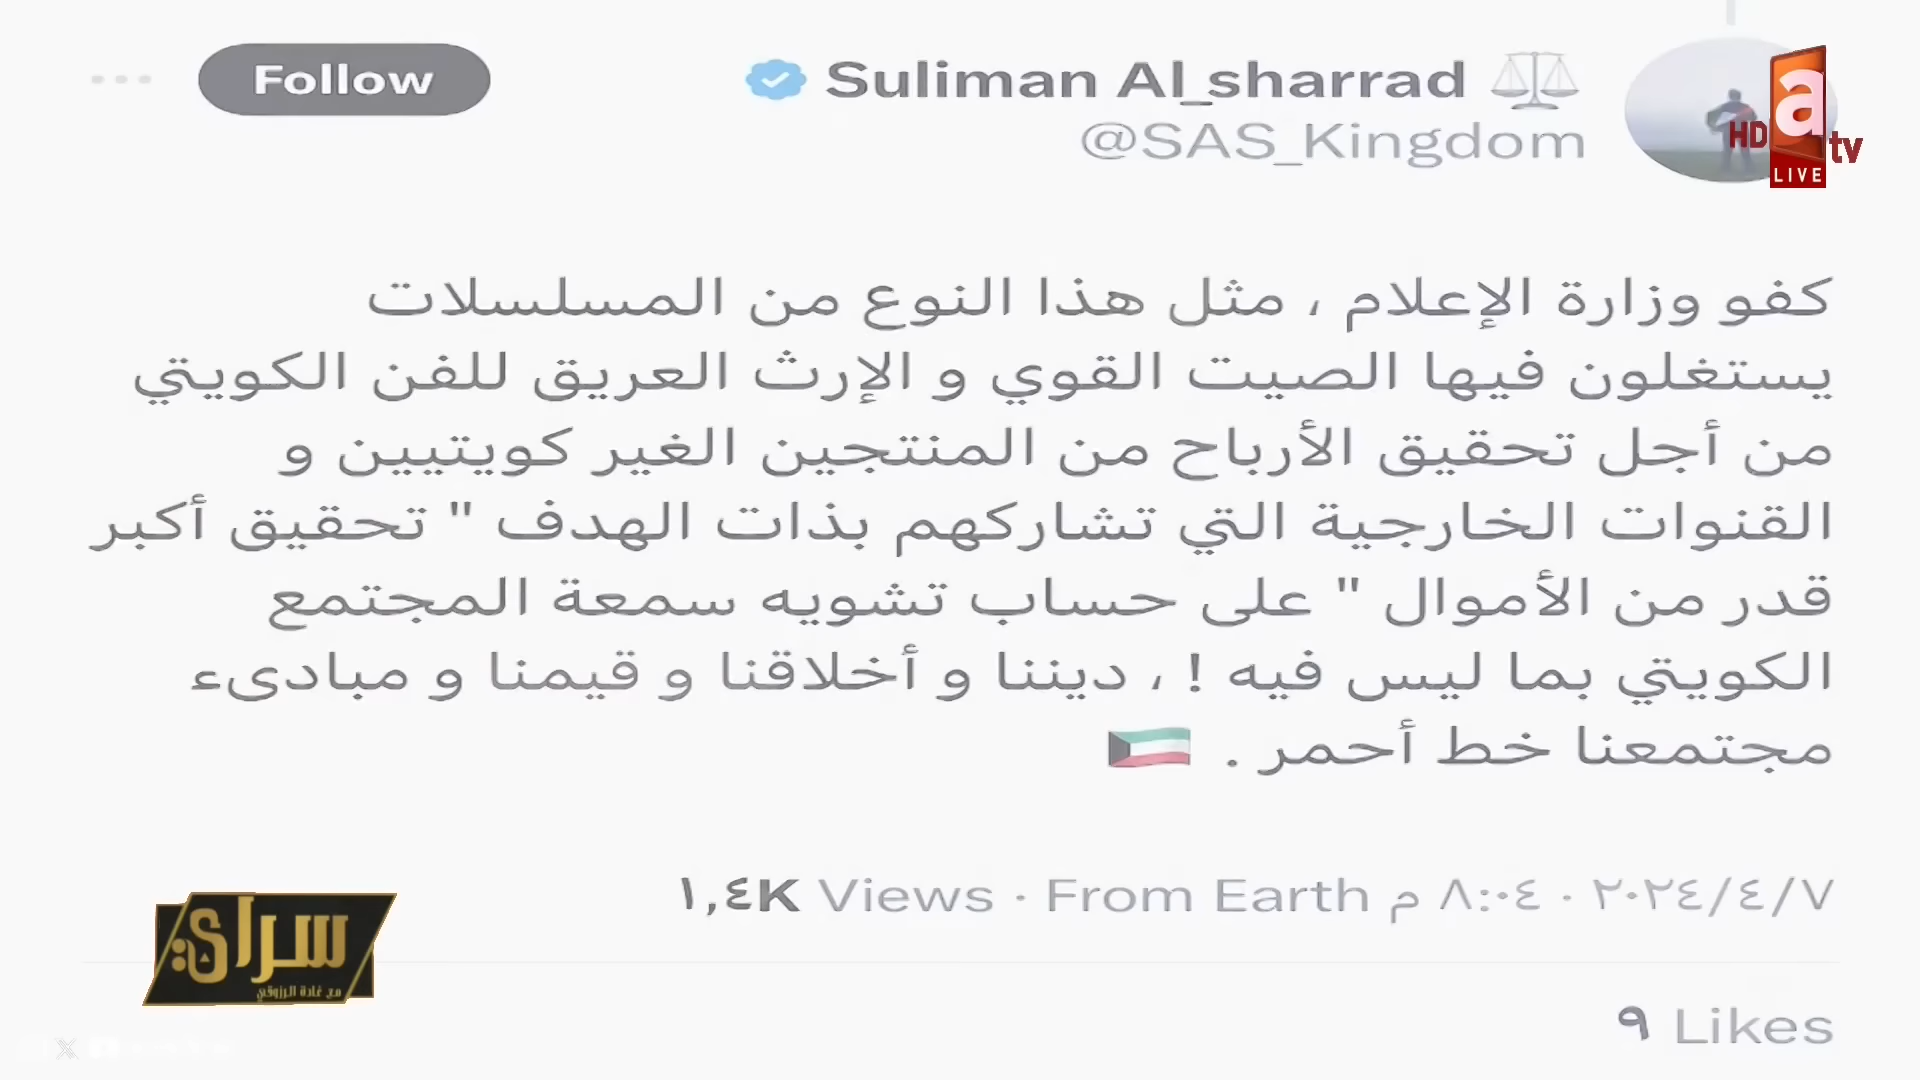 Suliman Al_sharrad
Follow
@SAS_Kingdom
HD a tv
LIVE
كفو وزارة الإعلام ، مثل هذا النوع من المسلسلات
يستغلون فيها الصيت القوي و الإرث العريق للفن الكويتي
من أجل تحقيق الأرباح من المنتجين الغير كويتيين و
القنوات الخارجية التي تشاركهم بذات الهدف " تحقيق أكبر
قدر من الأموال " على حساب تشويه سمعة المجتمع
الكويتي بما ليس فيه ! ، ديننا و أخلاقنا و قيمنا و مبادىء
مجتمعنا خط أحمر . 🇰🇼
٢٠٢٤/٤/٧ · ٨:٠٤ م From Earth · ١,٤K Views
سراي
مع غادة الرزوقي
٩ Likes